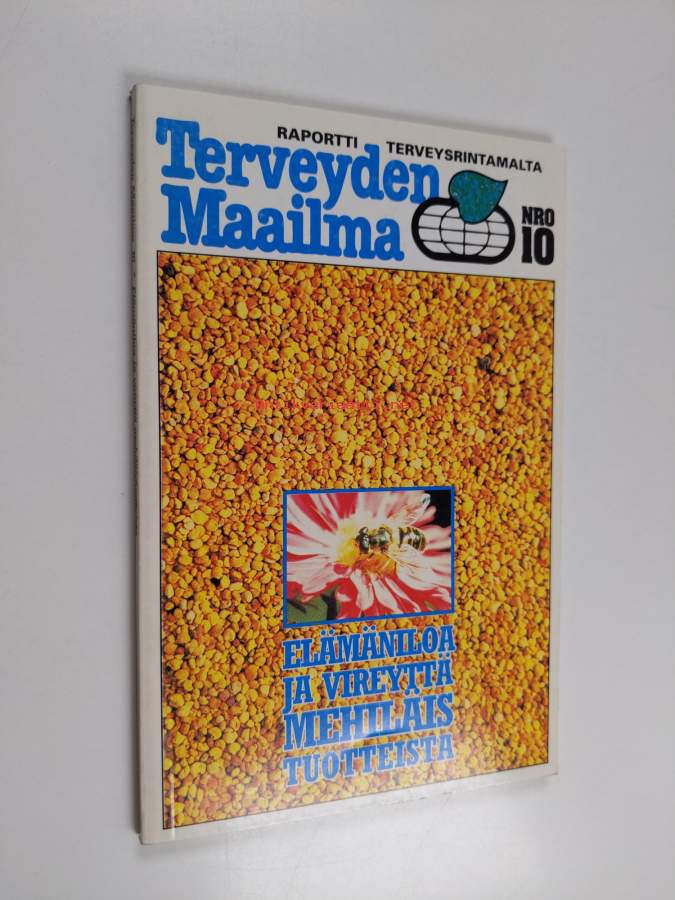 RAPORTTI TERVEYSRINTAMALTA
Terveyden
Maailma
NRO
10
ELÄMÄNILOA
JA VIREYTTÄ
MEHILÄIS
TUOTTEISTA